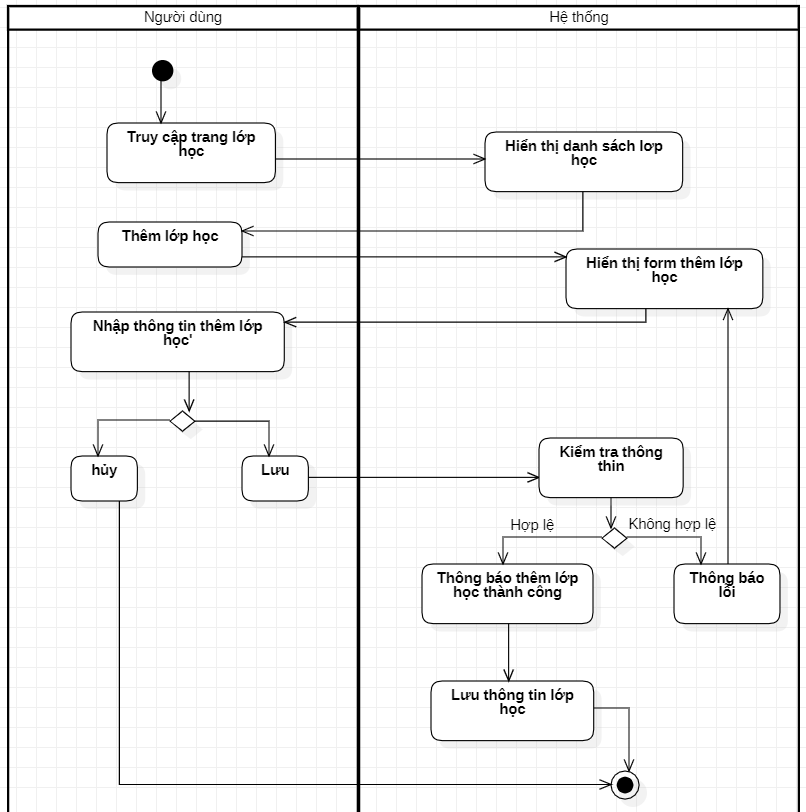 Người dùng
Hệ thống
Truy cập trang lớp
học
Hiển thị danh sách lơp
học
Thêm lớp học
Hiển thị form thêm lớp
học
Nhập thông tin thêm lớp
học'
hủy
Lưu
Kiểm tra thông
thin
Hợp lệ
Không hợp lệ
Thông báo thêm lớp
học thành công
Thông báo
lỗi
Lưu thông tin lớp
học